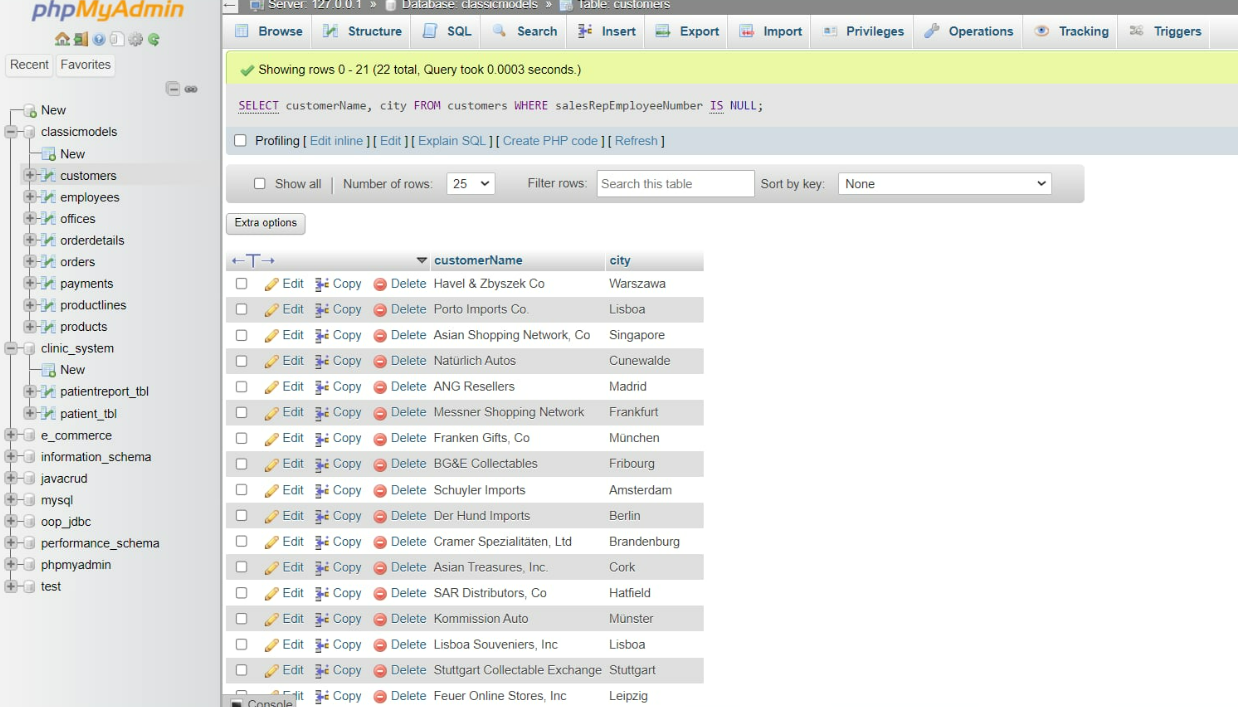 phpMyAdmin
Server: 127.0.0.1 » Database: classicmodels » Table: customers
Browse Structure SQL Search Insert Export Import Privileges Operations Tracking Triggers
Recent Favorites
New
classicmodels
New
customers
employees
offices
orderdetails
orders
payments
productlines
products
clinic_system
New
patientreport_tbl
patient_tbl
e_commerce
information_schema
javacrud
mysql
oop_jdbc
performance_schema
phpmyadmin
test
Showing rows 0 - 21 (22 total, Query took 0.0003 seconds.)
SELECT customerName, city FROM customers WHERE salesRepEmployeeNumber IS NULL;
Profiling [ Edit inline ] [ Edit ] [ Explain SQL ] [ Create PHP code ] [ Refresh ]
Show all Number of rows: 25 Filter rows: Search this table Sort by key: None
Extra options
←T→ customerName city
Edit Copy Delete Havel & Zbyszek Co Warszawa
Edit Copy Delete Porto Imports Co. Lisboa
Edit Copy Delete Asian Shopping Network, Co Singapore
Edit Copy Delete Natürlich Autos Cunewalde
Edit Copy Delete ANG Resellers Madrid
Edit Copy Delete Messner Shopping Network Frankfurt
Edit Copy Delete Franken Gifts, Co München
Edit Copy Delete BG&E Collectables Fribourg
Edit Copy Delete Schuyler Imports Amsterdam
Edit Copy Delete Der Hund Imports Berlin
Edit Copy Delete Cramer Spezialitäten, Ltd Brandenburg
Edit Copy Delete Asian Treasures, Inc. Cork
Edit Copy Delete SAR Distributors, Co Hatfield
Edit Copy Delete Kommission Auto Münster
Edit Copy Delete Lisboa Souveniers, Inc Lisboa
Edit Copy Delete Stuttgart Collectable Exchange Stuttgart
Edit Copy Delete Feuer Online Stores, Inc Leipzig
Console